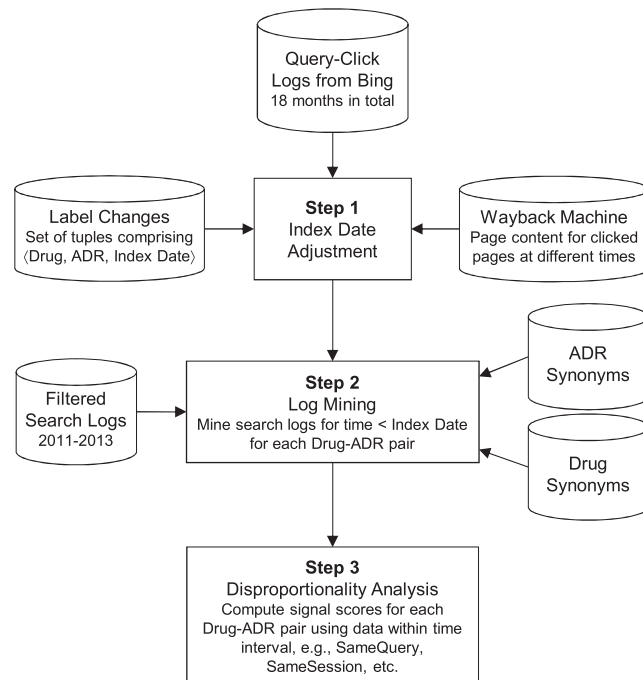 Query-Click
Logs from Bing
18 months in total
Label Changes
Set of tuples comprising
⟨Drug, ADR, Index Date⟩
Step 1
Index Date
Adjustment
Wayback Machine
Page content for clicked
pages at different times
Filtered
Search Logs
2011-2013
Step 2
Log Mining
Mine search logs for time < Index Date
for each Drug-ADR pair
ADR
Synonyms
Drug
Synonyms
Step 3
Disproportionality Analysis
Compute signal scores for each
Drug-ADR pair using data within time
interval, e.g., SameQuery,
SameSession, etc.